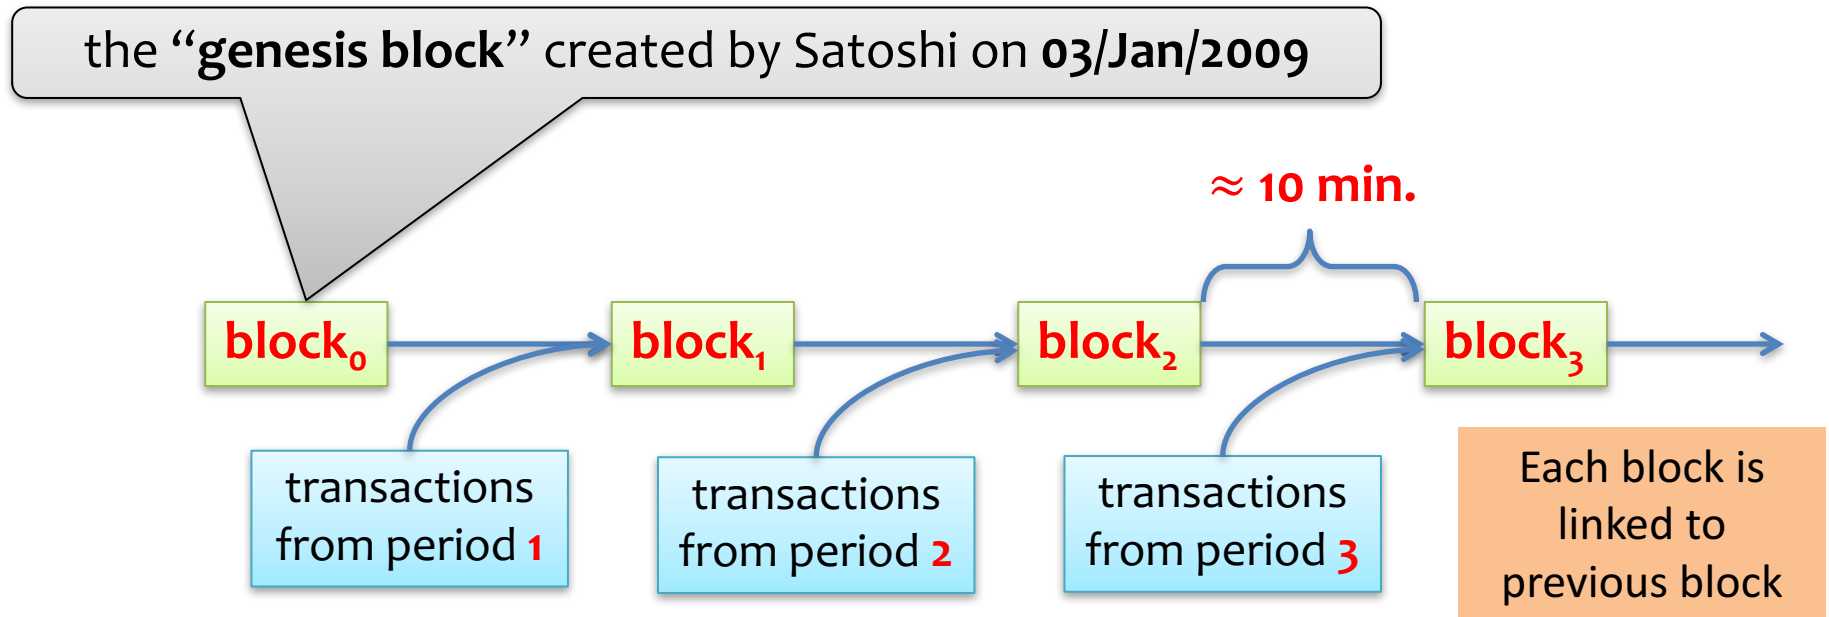 the “genesis block” created by Satoshi on 03/Jan/2009
≈ 10 min.
block₀
block₁
block₂
block₃
transactions
from period 1
transactions
from period 2
transactions
from period 3
Each block is
linked to
previous block